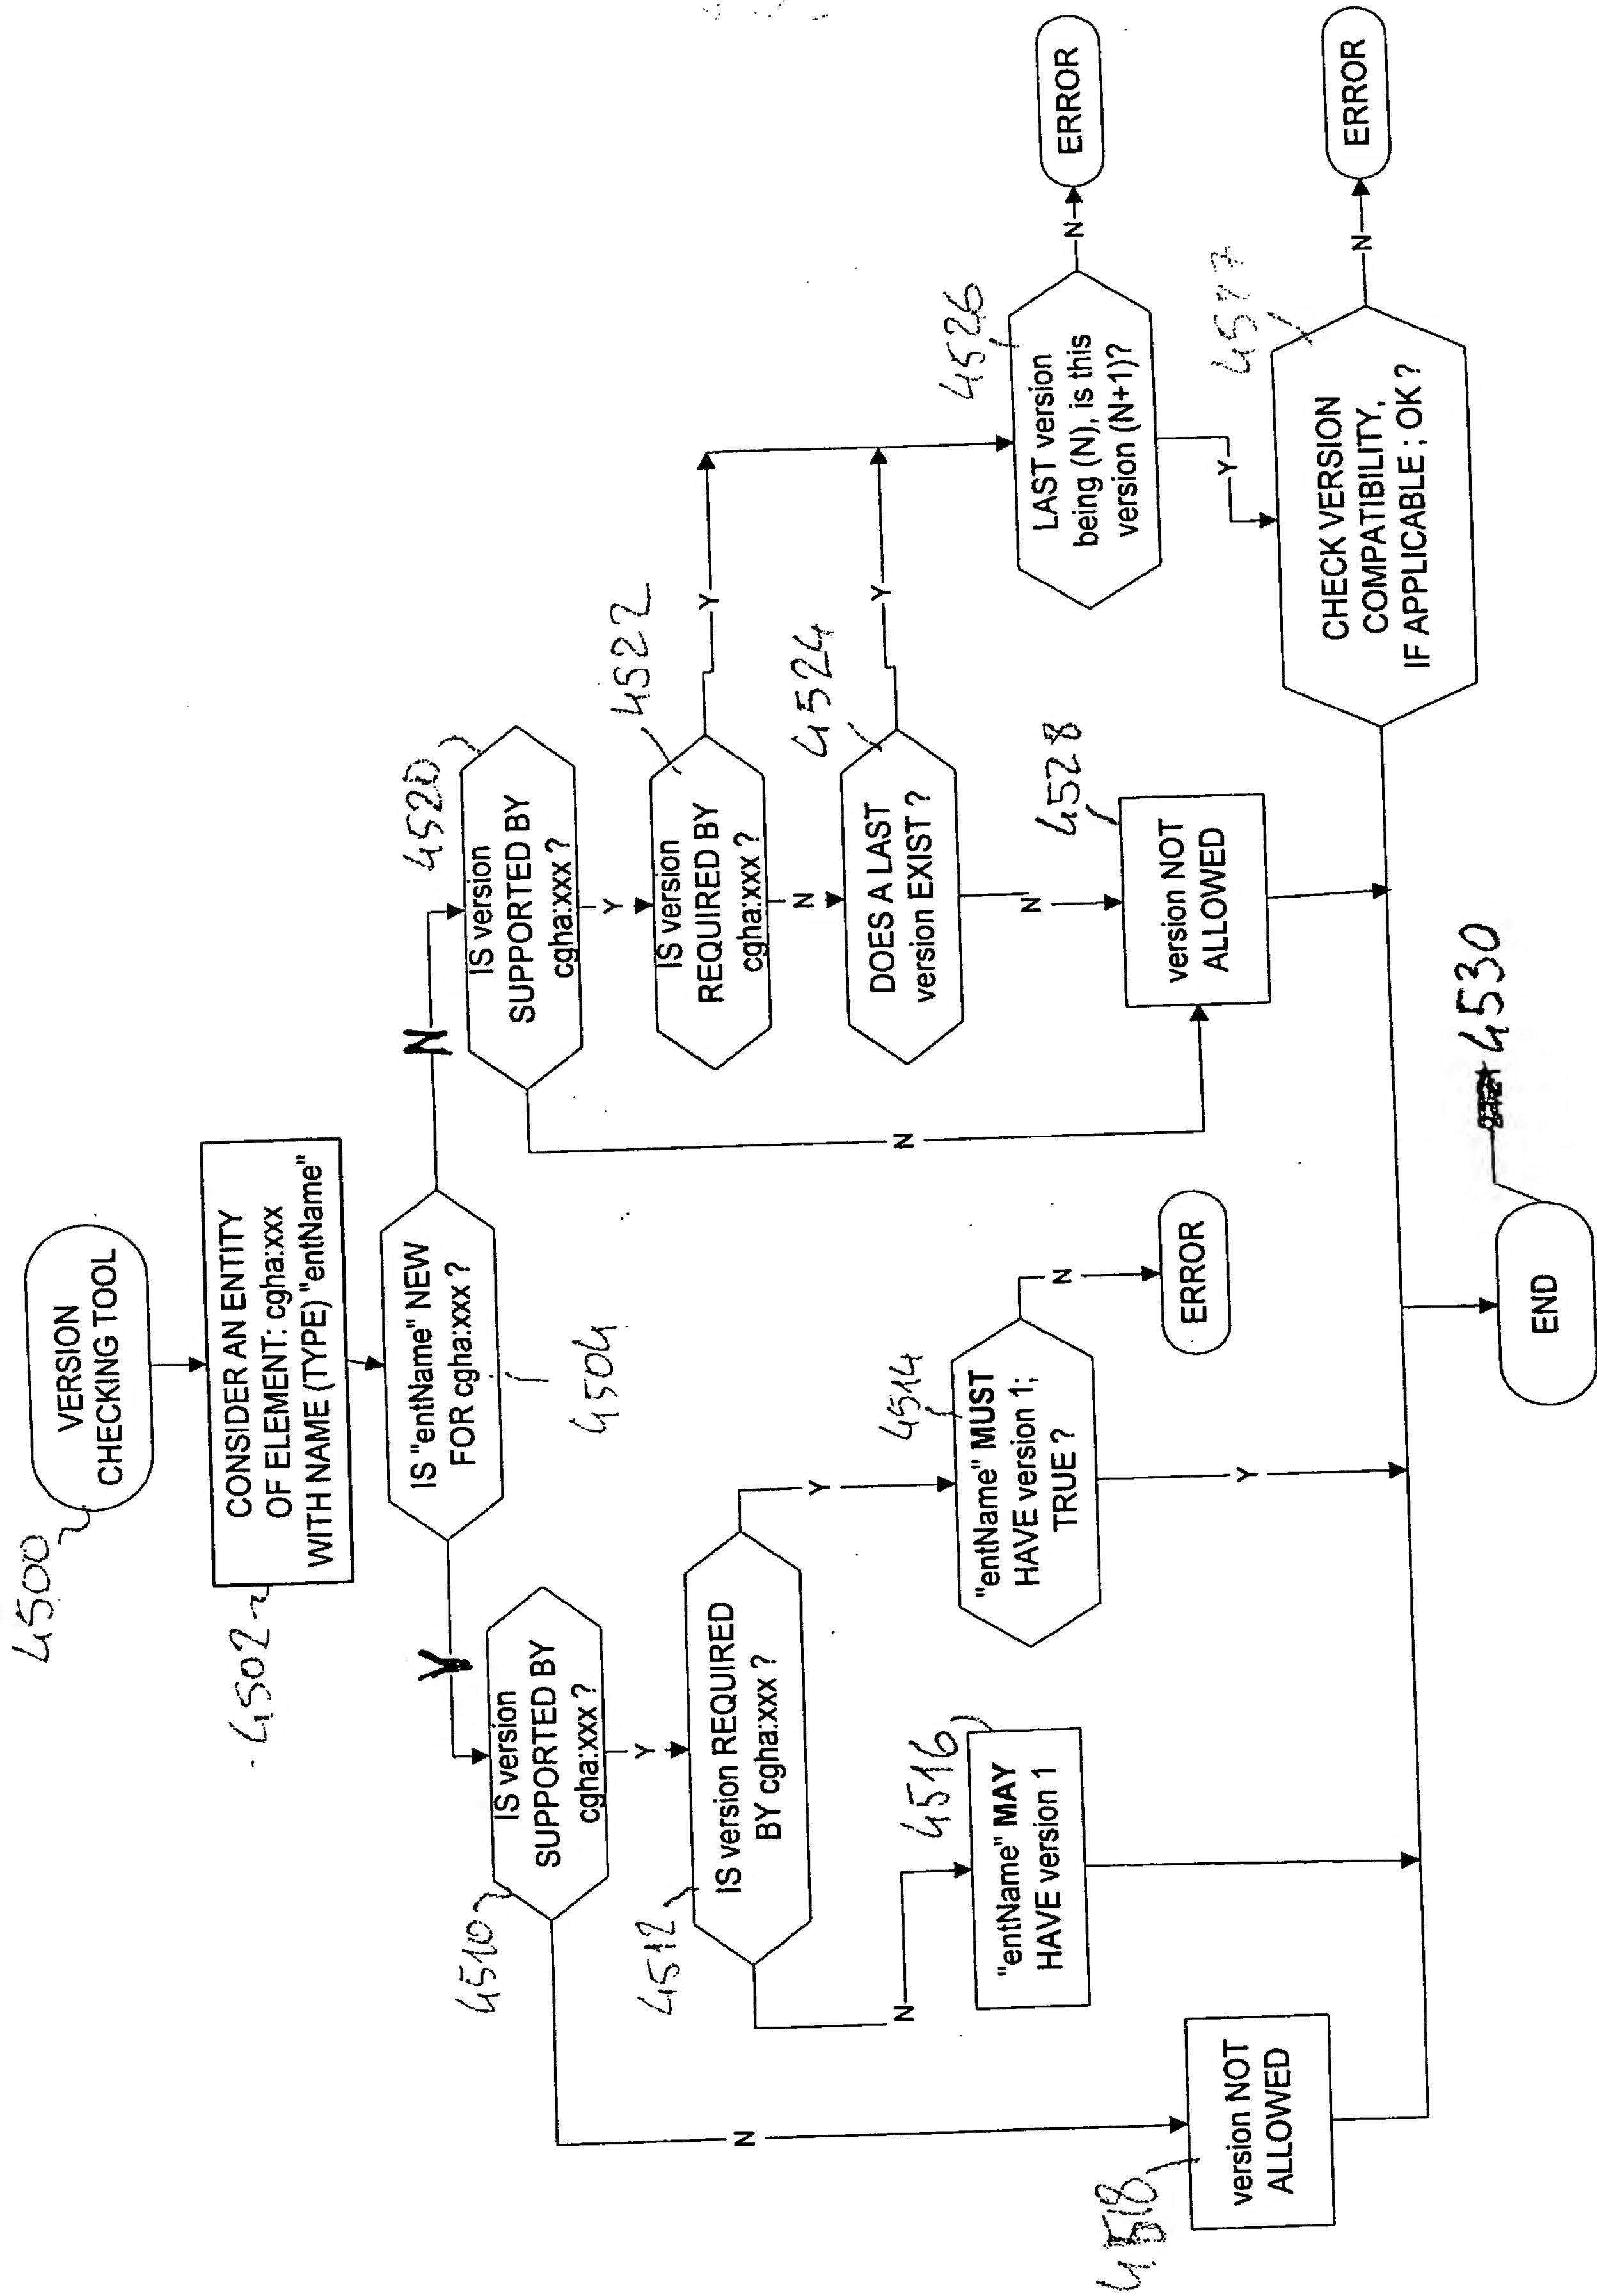 4500
VERSION
CHECKING TOOL
4502
CONSIDER AN ENTITY
OF ELEMENT: cgha:xxx
WITH NAME (TYPE) "entName"
IS "entName" NEW
FOR cgha:xxx ?
4504
Y
N
4510
IS version
SUPPORTED BY
cgha:xxx ?
Y
N
4512
IS version REQUIRED
BY cgha:xxx ?
N
Y
4516
"entName" MAY
HAVE version 1
4514
"entName" MUST
HAVE version 1;
TRUE ?
N
ERROR
Y
4518
version NOT
ALLOWED
4520
IS version
SUPPORTED BY
cgha:xxx ?
Y
N
4522
IS version
REQUIRED BY
cgha:xxx ?
Y
N
4524
DOES A LAST
version EXIST ?
Y
N
4528
version NOT
ALLOWED
4526
LAST version
being (N), is this
version (N+1)?
N
ERROR
Y
CHECK VERSION
COMPATIBILITY,
IF APPLICABLE ; OK ?
N
ERROR
4530
END